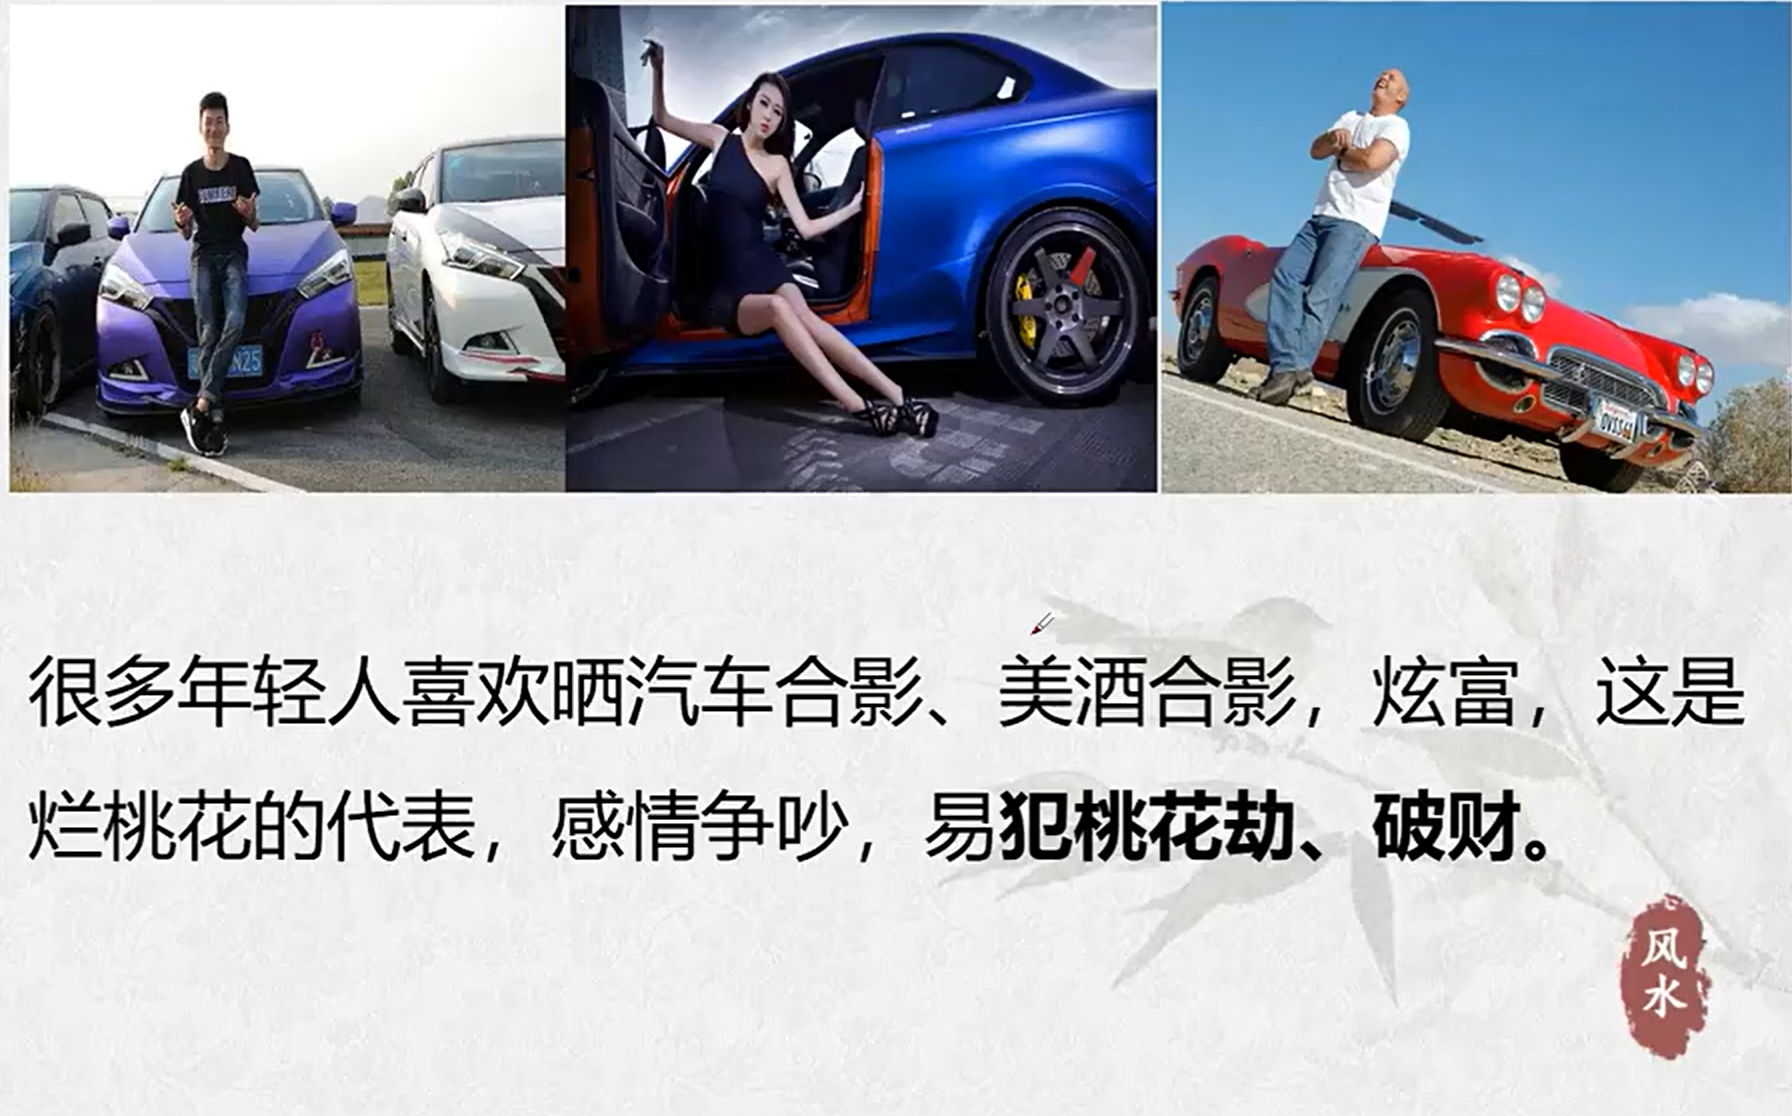 N25
很多年轻人喜欢晒汽车合影、美酒合影，炫富，这是
烂桃花的代表，感情争吵，易犯桃花劫、破财。
风水